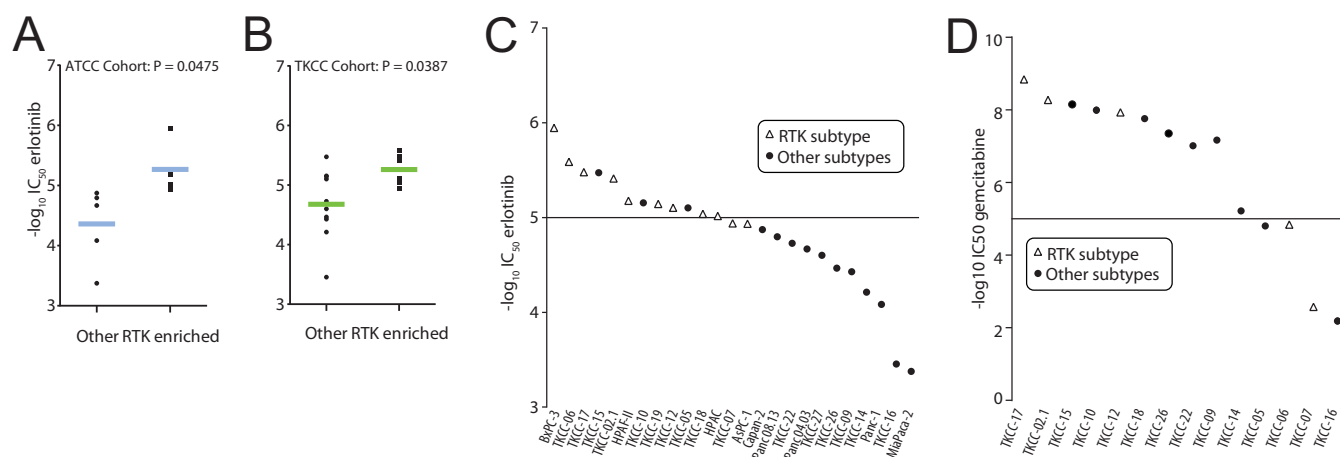 A
ATCC Cohort: P = 0.0475
7
6
5
4
3
-log10 IC50 erlotinib
Other RTK enriched
B
TKCC Cohort: P = 0.0387
7
6
5
4
3
Other RTK enriched
C
7
6
5
4
3
-log10 IC50 erlotinib
RTK subtype
Other subtypes
BxPC-3
TKCC-06
TKCC-17
TKCC-15
TKCC-02.1
HPAF-II
TKCC-10
TKCC-19
TKCC-12
TKCC-05
TKCC-18
HPAC
TKCC-07
AsPC-1
Capan-2
Panc08.13
TKCC-22
Panc04.03
TKCC-27
TKCC-26
TKCC-09
TKCC-14
Panc-1
TKCC-16
MiaPaca-2
D
10
8
6
4
2
0
-log10 IC50 gemcitabine
RTK subtype
Other subtypes
TKCC-17
TKCC-02.1
TKCC-15
TKCC-10
TKCC-12
TKCC-18
TKCC-26
TKCC-22
TKCC-09
TKCC-14
TKCC-05
TKCC-06
TKCC-07
TKCC-16